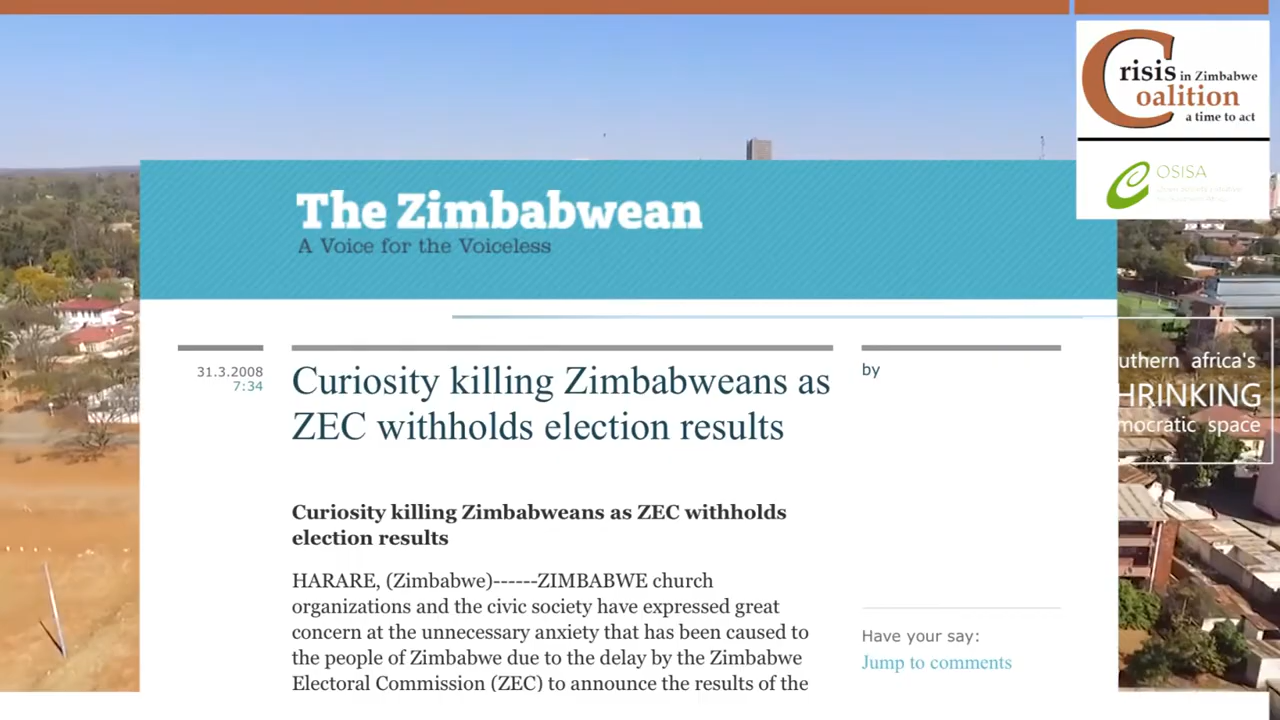 Crisis in Zimbabwe
Coalition
a time to act
OSISA
The Zimbabwean
A Voice for the Voiceless
uthern africa's
HRINKING
mocratic space
31.3.2008
7:34
Curiosity killing Zimbabweans as
ZEC withholds election results
by
Curiosity killing Zimbabweans as ZEC withholds
election results
HARARE, (Zimbabwe)------ZIMBABWE church
organizations and the civic society have expressed great
concern at the unnecessary anxiety that has been caused to
the people of Zimbabwe due to the delay by the Zimbabwe
Electoral Commission (ZEC) to announce the results of the
Have your say:
Jump to comments